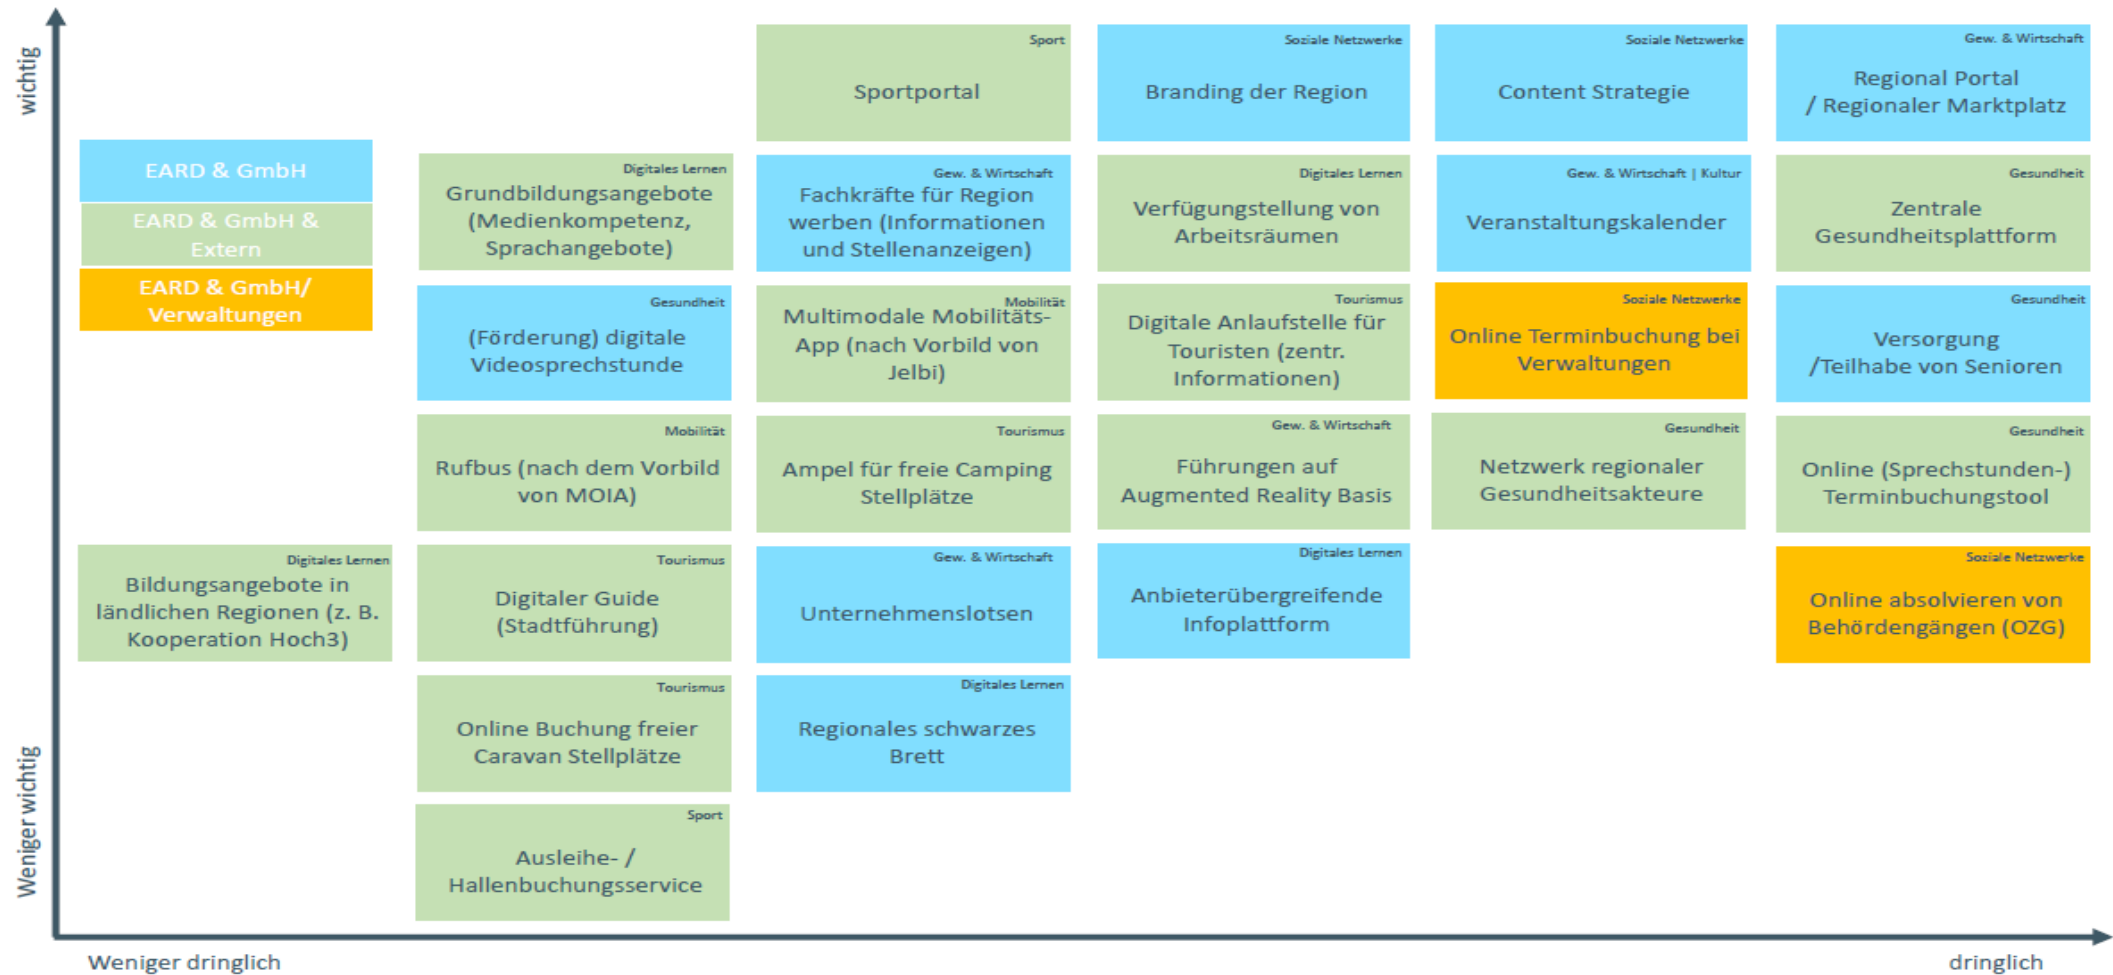 wichtig
Weniger wichtig
EARD & GmbH
EARD & GmbH &
Extern
EARD & GmbH/
Verwaltungen
Sport
Sportportal
Soziale Netzwerke
Branding der Region
Soziale Netzwerke
Content Strategie
Gew. & Wirtschaft
Regional Portal
/ Regionaler Marktplatz
Digitales Lernen
Grundbildungsangebote
(Medienkompetenz,
Sprachangebote)
Gew. & Wirtschaft
Fachkräfte für Region
werben (Informationen
und Stellenanzeigen)
Digitales Lernen
Verfügungstellung von
Arbeitsräumen
Gew. & Wirtschaft | Kultur
Veranstaltungskalender
Gesundheit
Zentrale
Gesundheitsplattform
Gesundheit
(Förderung) digitale
Videosprechstunde
Mobilität
Multimodale Mobilitäts-
App (nach Vorbild von
Jelbi)
Tourismus
Digitale Anlaufstelle für
Touristen (zentr.
Informationen)
Soziale Netzwerke
Online Terminbuchung bei
Verwaltungen
Gesundheit
Versorgung
/Teilhabe von Senioren
Mobilität
Rufbus (nach dem Vorbild
von MOIA)
Tourismus
Ampel für freie Camping
Stellplätze
Gew. & Wirtschaft
Führungen auf
Augmented Reality Basis
Gesundheit
Netzwerk regionaler
Gesundheitsakteure
Gesundheit
Online (Sprechstunden-)
Terminbuchungstool
Digitales Lernen
Bildungsangebote in
ländlichen Regionen (z. B.
Kooperation Hoch3)
Tourismus
Digitaler Guide
(Stadtführung)
Gew. & Wirtschaft
Unternehmenslotsen
Digitales Lernen
Anbieterübergreifende
Infoplattform
Soziale Netzwerke
Online absolvieren von
Behördengängen (OZG)
Tourismus
Online Buchung freier
Caravan Stellplätze
Digitales Lernen
Regionales schwarzes
Brett
Sport
Ausleihe- /
Hallenbuchungsservice
Weniger dringlich
dringlich